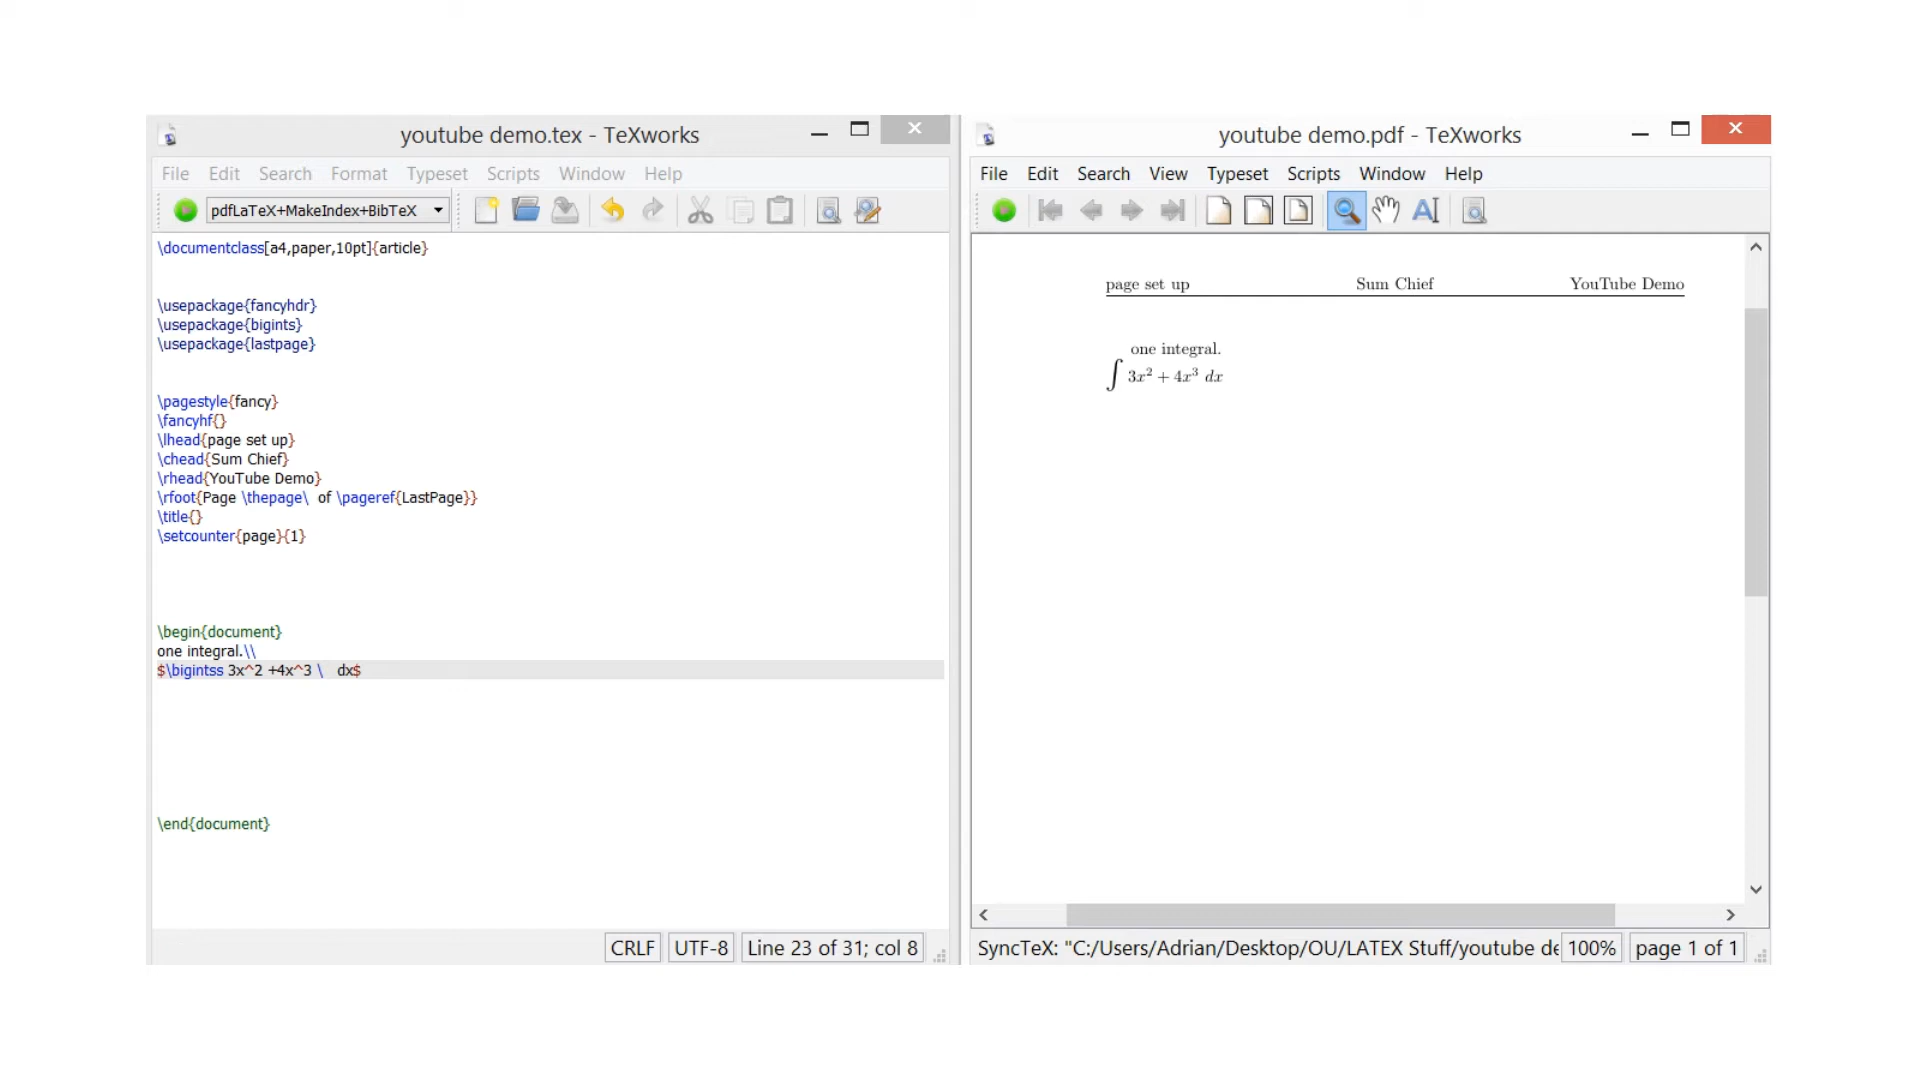 youtube demo.tex - TeXworks
File Edit Search Format Typeset Scripts Window Help
pdfLaTeX+MakeIndex+BibTeX
\documentclass[a4,paper,10pt]{article}
\usepackage{fancyhdr}
\usepackage{bigints}
\usepackage{lastpage}
\pagestyle{fancy}
\fancyhf{}
\lhead{page set up}
\chead{Sum Chief}
\rhead{YouTube Demo}
\rfoot{Page \thepage\ of \pageref{LastPage}}
\title{}
\setcounter{page}{1}
\begin{document}
one integral.\\
$\bigintss 3x^2 +4x^3 \ dx$
\end{document}
CRLF UTF-8 Line 23 of 31; col 8
youtube demo.pdf - TeXworks
File Edit Search View Typeset Scripts Window Help
page set up Sum Chief YouTube Demo
one integral.
∫ 3x² + 4x³ dx
SyncTeX: "C:/Users/Adrian/Desktop/OU/LATEX Stuff/youtube de 100% page 1 of 1